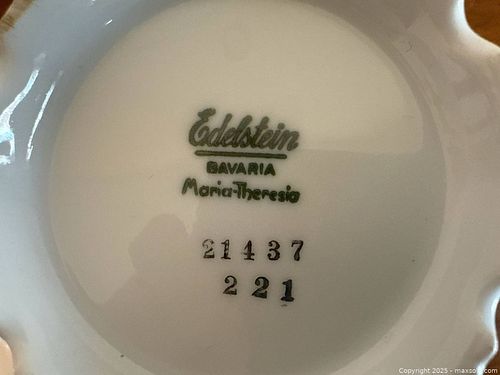 Edelstein
BAVARIA
Maria-Theresia
21437
221
Copyright 2025 - maxsold.com